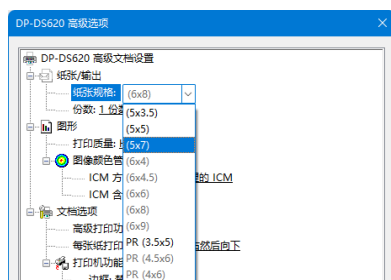 DP-DS620 高级选项
DP-DS620 高级文档设置
纸张/输出
纸张规格: (6x8)
份数: 1 份
(5x3.5)
(5x5)
图形
打印质量:
(5x7)
图像颜色管
(6x4)
ICM 方
(6x4.5)
理的 ICM
ICM 含
(6x6)
文档选项
(6x8)
高级打印功
(6x9)
每张纸打印
PR (3.5x5)
然后向下
打印机功能
PR (4.5x6)
边框:
PR (4x6)